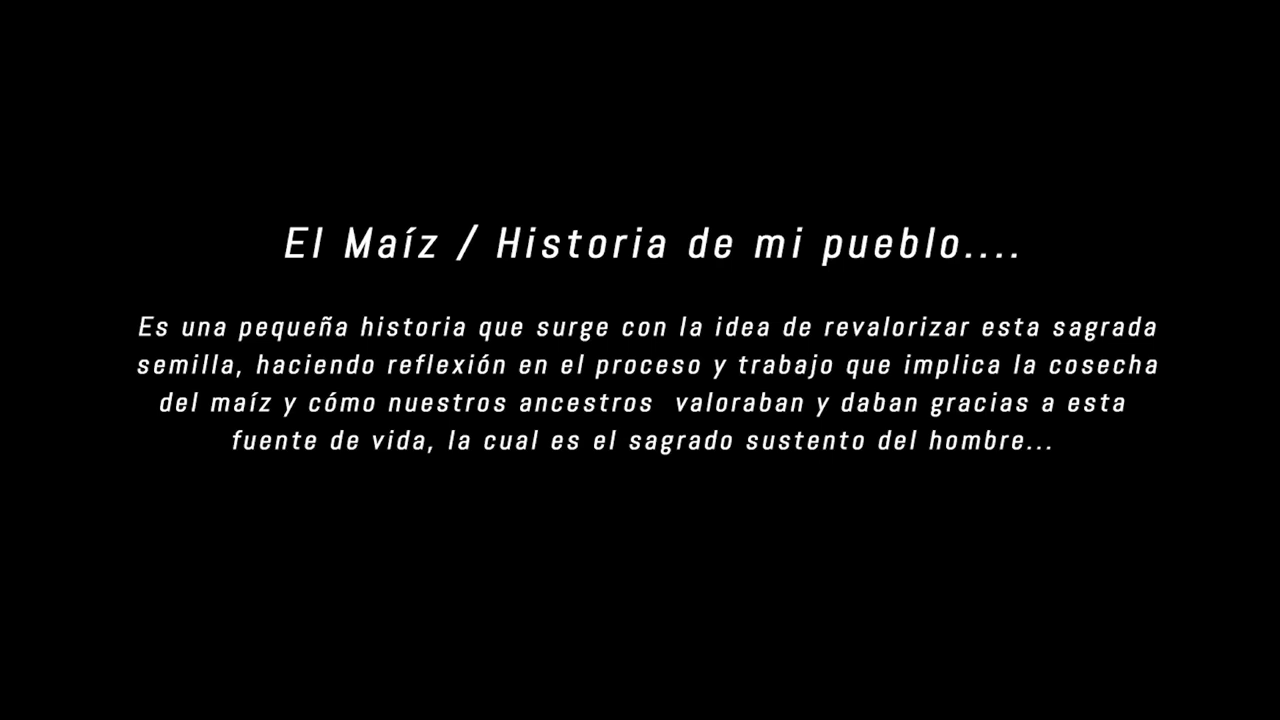 El Maíz / Historia de mi pueblo....
Es una pequeña historia que surge con la idea de revalorizar esta sagrada
semilla, haciendo reflexión en el proceso y trabajo que implica la cosecha
del maíz y cómo nuestros ancestros  valoraban y daban gracias a esta
fuente de vida, la cual es el sagrado sustento del hombre...